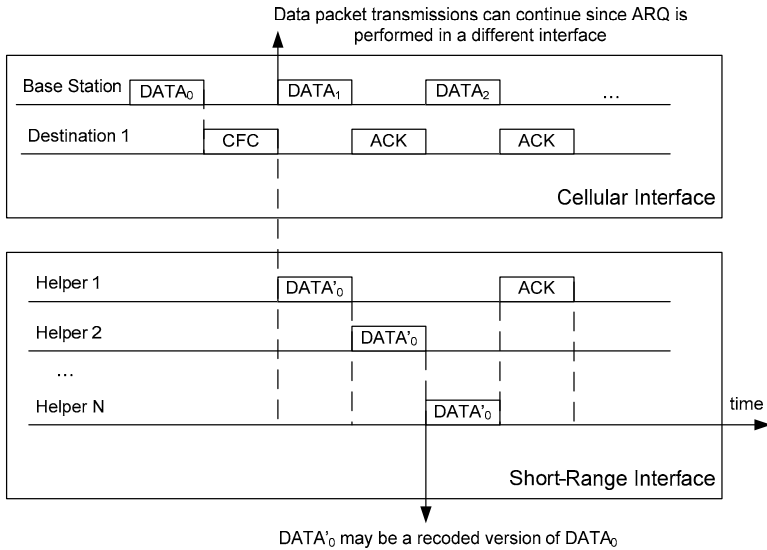 Data packet transmissions can continue since ARQ is
performed in a different interface
Base Station
DATA₀
DATA₁
DATA₂
...
Destination 1
CFC
ACK
ACK
Cellular Interface
Helper 1
DATA'₀
ACK
Helper 2
DATA'₀
...
Helper N
DATA'₀
time
Short-Range Interface
DATA'₀ may be a recoded version of DATA₀